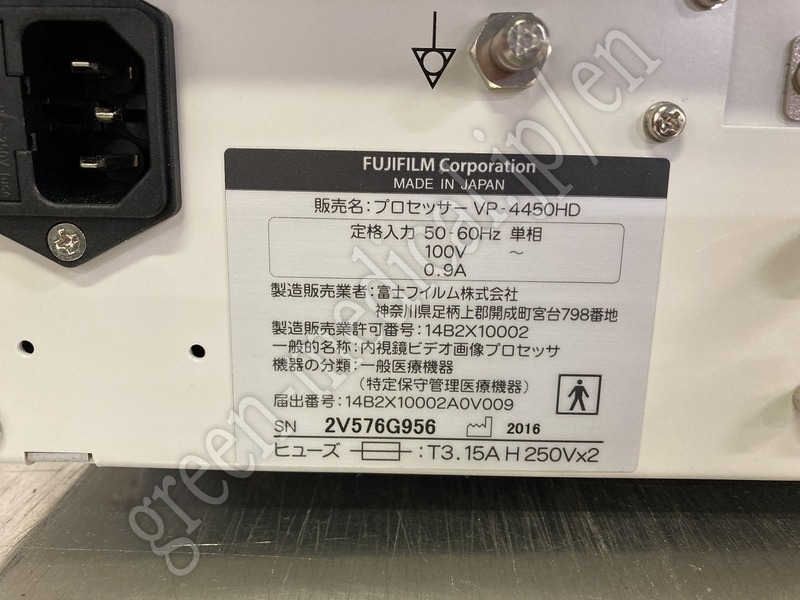 FUJIFILM Corporation
MADE IN JAPAN
販売名:プロセッサー VP-4450HD
定格入力 50-60Hz 単相
100V ～
0.9A
製造販売業者:富士フイルム株式会社
神奈川県足柄上郡開成町宮台798番地
製造販売業許可番号:14B2X10002
一般的名称:内視鏡ビデオ画像プロセッサ
機器の分類:一般医療機器
(特定保守管理医療機器)
届出番号:14B2X10002A0V009
SN 2V576G956 2016
ヒューズ :T3.15A H 250Vx2
green-medical.jp/en